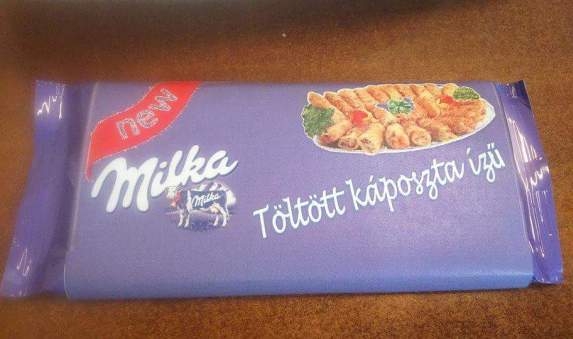 new
Milka
Milka
Töltött káposzta ízű